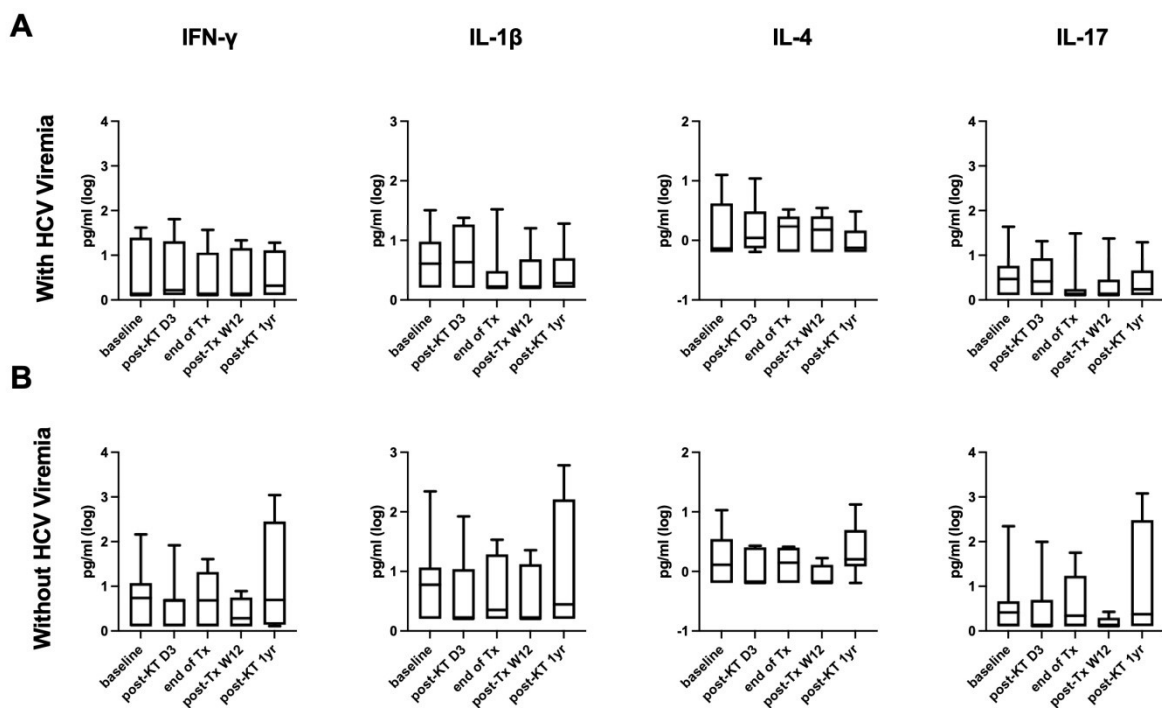 A
IFN-γ
IL-1β
IL-4
IL-17
With HCV Viremia
pg/ml (log)
4
3
2
1
0
baseline
post-KT D3
end of Tx
post-Tx W12
post-KT 1yr
pg/ml (log)
3
2
1
0
baseline
post-KT D3
end of Tx
post-Tx W12
post-KT 1yr
pg/ml (log)
2
1
0
-1
baseline
post-KT D3
end of Tx
post-Tx W12
post-KT 1yr
pg/ml (log)
4
3
2
1
0
baseline
post-KT D3
end of Tx
post-Tx W12
post-KT 1yr
B
Without HCV Viremia
pg/ml (log)
4
3
2
1
0
baseline
post-KT D3
end of Tx
post-Tx W12
post-KT 1yr
pg/ml (log)
3
2
1
0
baseline
post-KT D3
end of Tx
post-Tx W12
post-KT 1yr
pg/ml (log)
2
1
0
-1
baseline
post-KT D3
end of Tx
post-Tx W12
post-KT 1yr
pg/ml (log)
4
3
2
1
0
baseline
post-KT D3
end of Tx
post-Tx W12
post-KT 1yr